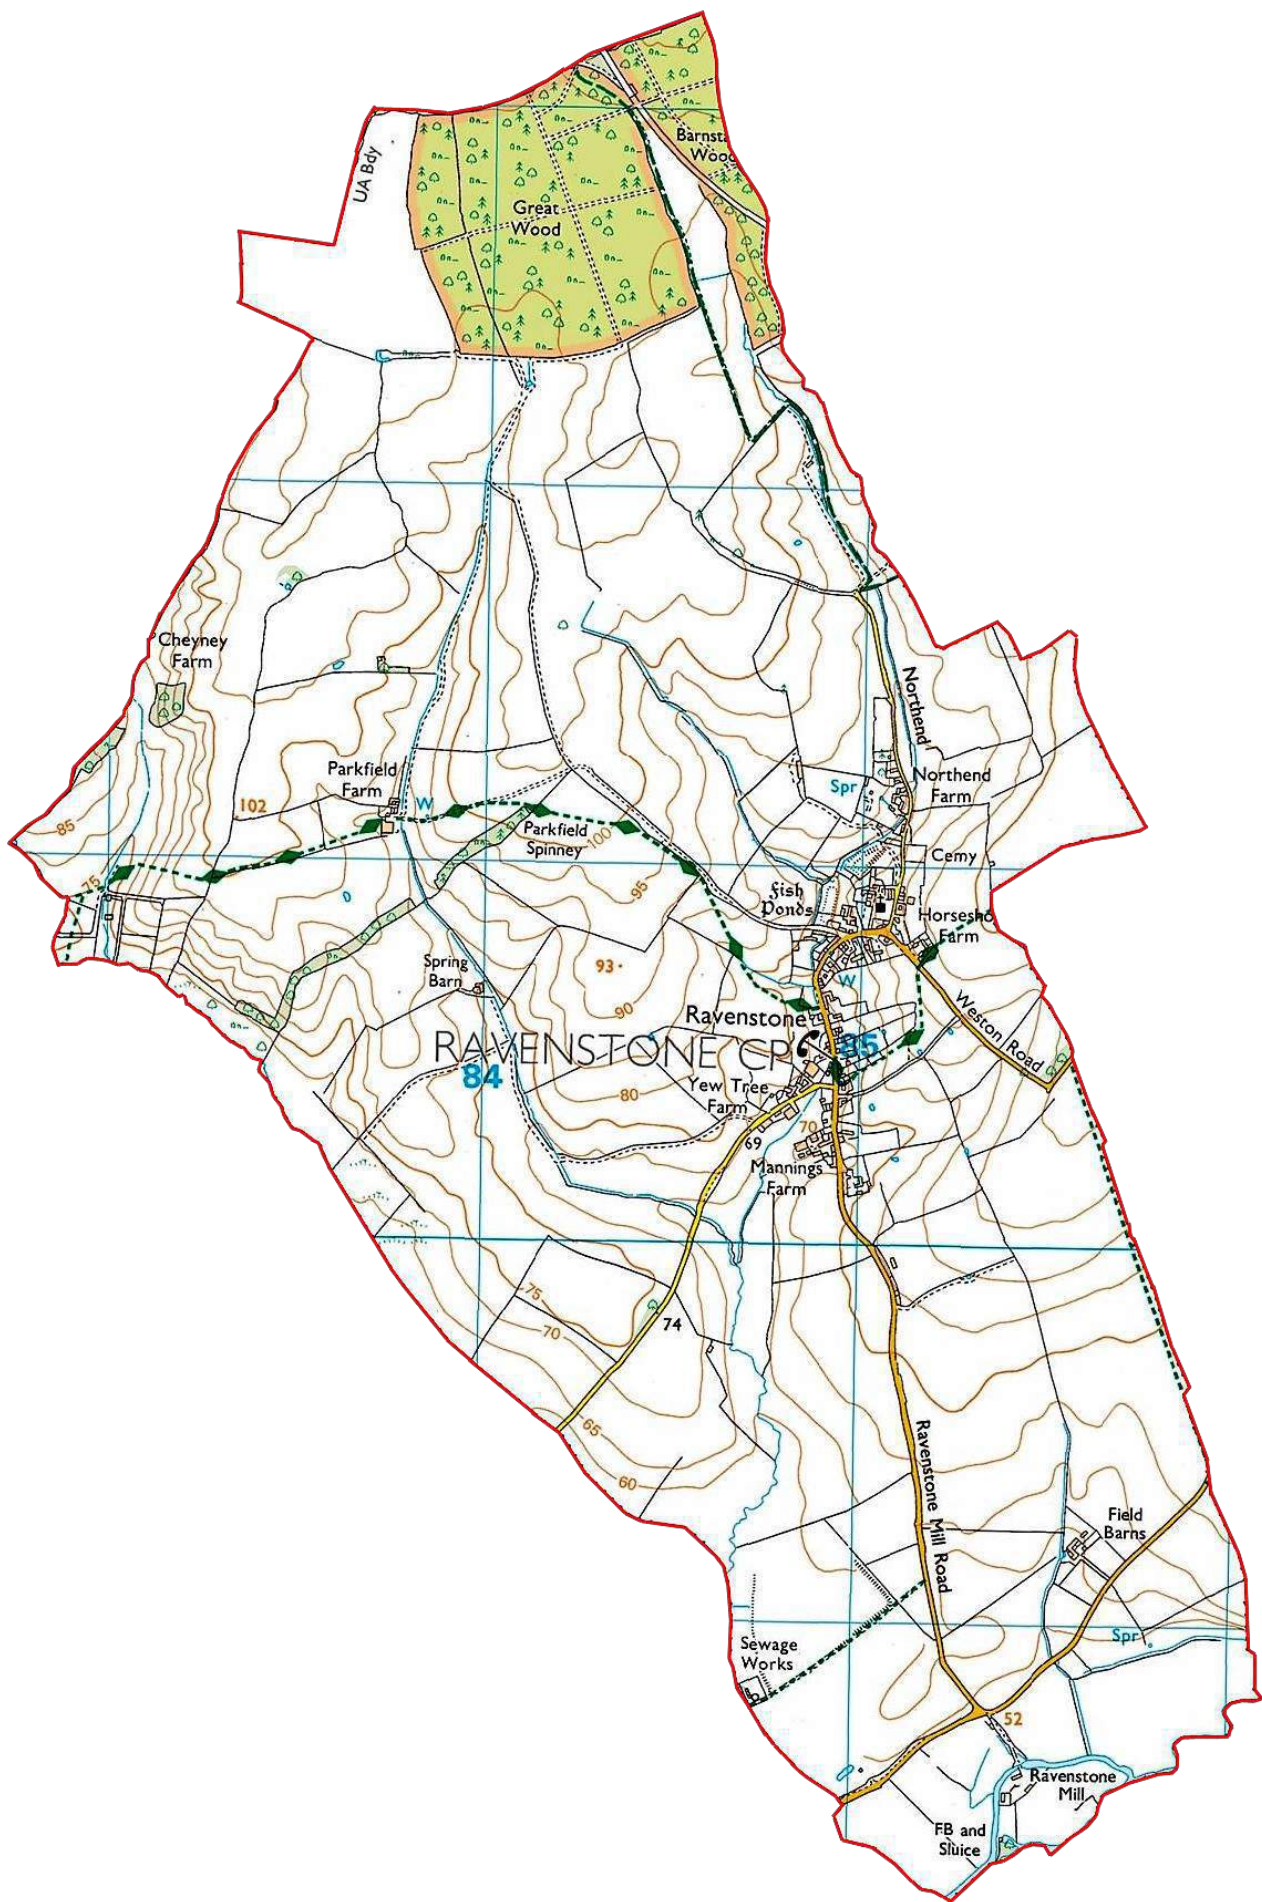 Barnsta
Wood
UA Bdy
Great
Wood
Cheyney
Farm
Northend
Parkfield
Farm
102
W
Spr
Northend
Farm
85
Parkfield
Spinney
100
Cemy
75
95
Fish
Ponds
Horsesho
Farm
Spring
Barn
93
W
90
Weston Road
Ravenstone
RAVENSTONE CP
85
84
Yew Tree
Farm
80
69
70
Mannings
Farm
75
70
74
65
60
Ravenstone Mill Road
Field
Barns
Spr
Sewage
Works
52
Ravenstone
Mill
FB and
Sluice